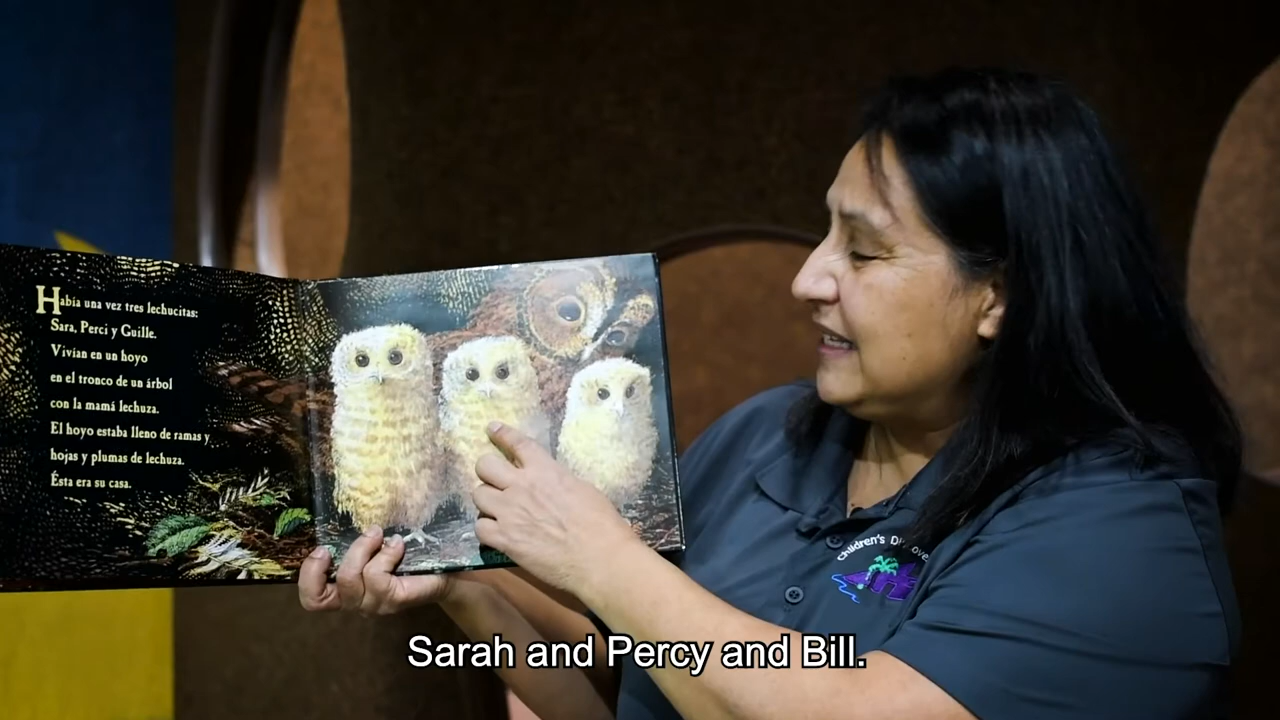 Había una vez tres lechucitas:
Sara, Perci y Guille.
Vivían en un hoyo
en el tronco de un árbol
con la mamá lechuza.
El hoyo estaba lleno de ramas y
hojas y plumas de lechuza.
Ésta era su casa.
Children's
Sarah and Percy and Bill.